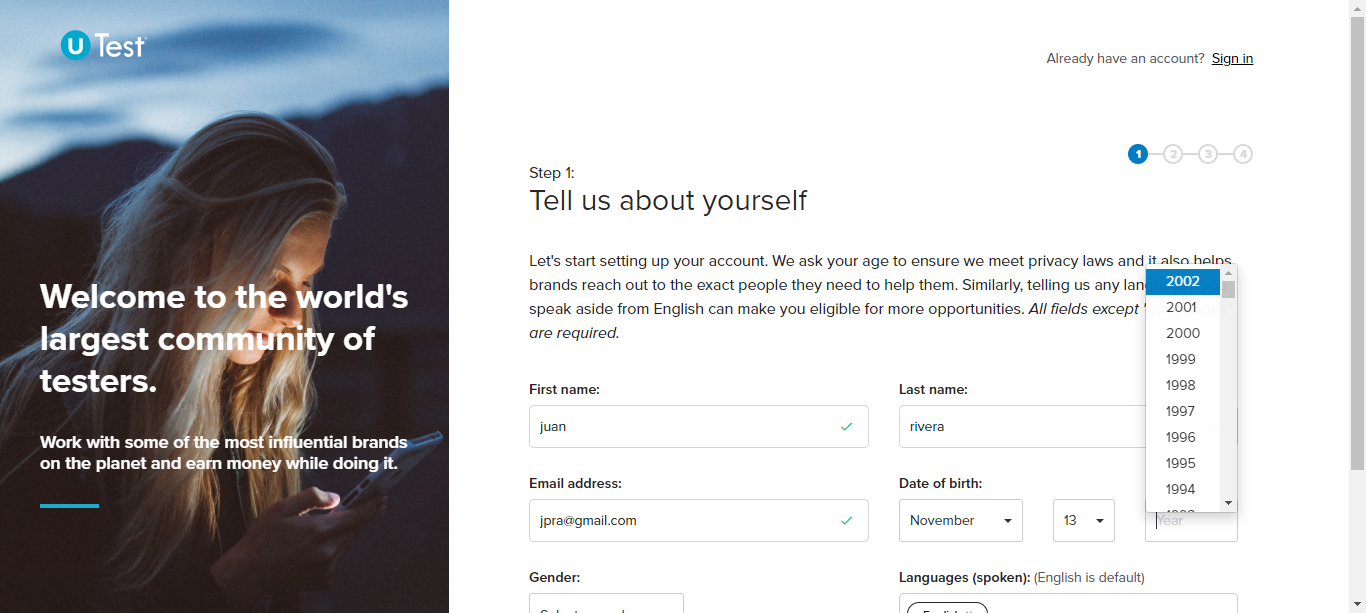 U Test
Already have an account? Sign in
1 2 3 4
Step 1:
Tell us about yourself
Let's start setting up your account. We ask your age to ensure we meet privacy laws and it also helps
brands reach out to the exact people they need to help them. Similarly, telling us any
speak aside from English can make you eligible for more opportunities. All fields except
are required.
2002
2001
2000
1999
1998
1997
1996
1995
1994
Welcome to the world's
largest community of
testers.
Work with some of the most influential brands
on the planet and earn money while doing it.
First name:
juan
Last name:
rivera
Email address:
jpra@gmail.com
Date of birth:
November
13
Year
Gender:
Languages (spoken): (English is default)